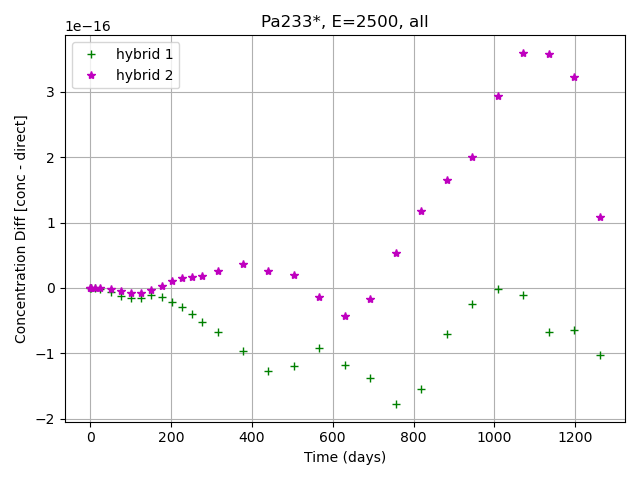 Pa233*, E=2500, all
1e−16
hybrid 1
hybrid 2
Concentration Diff [conc - direct]
3
2
1
0
−1
−2
0 200 400 600 800 1000 1200
Time (days)